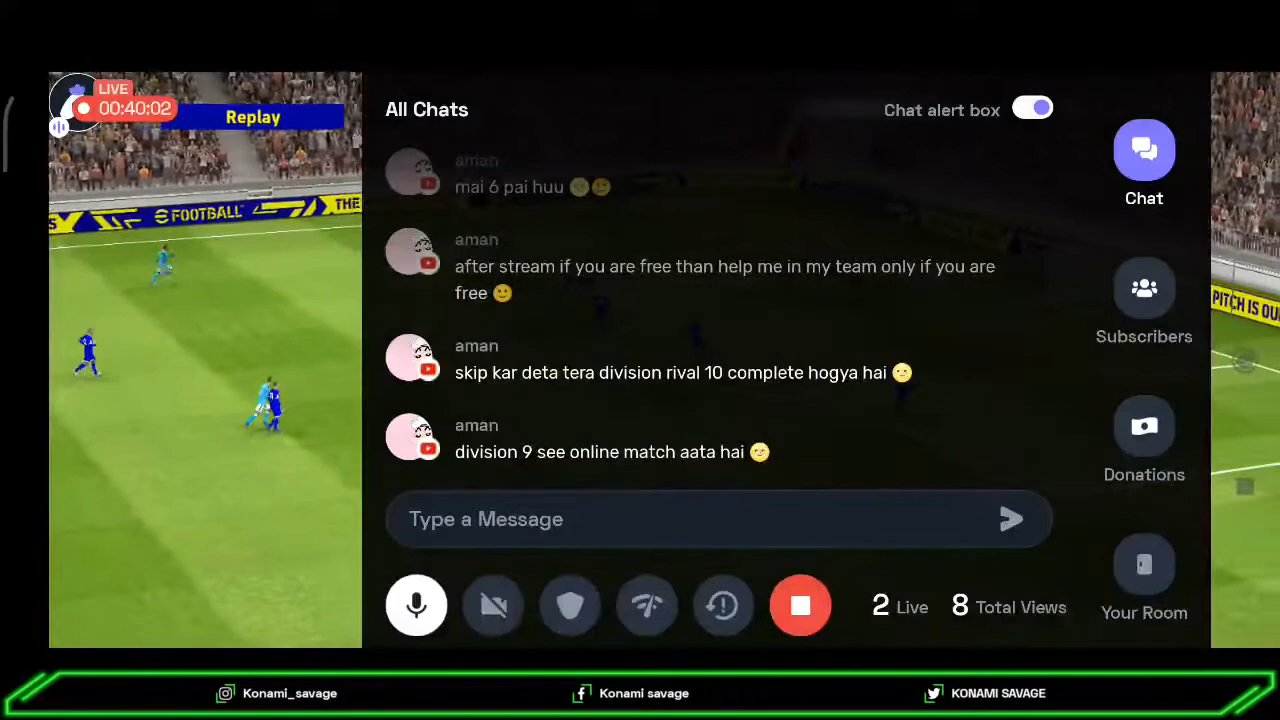 LIVE
00:40:02
Replay
EFOOTBALL
THE
PITCH IS OU
All Chats
Chat alert box
aman
mai 6 pai huu
aman
after stream if you are free than help me in my team only if you are
free
aman
skip kar deta tera division rival 10 complete hogya hai
aman
division 9 see online match aata hai
Type a Message
Chat
Subscribers
Donations
Your Room
2 Live 8 Total Views
Konami_savage
Konami savage
KONAMI SAVAGE